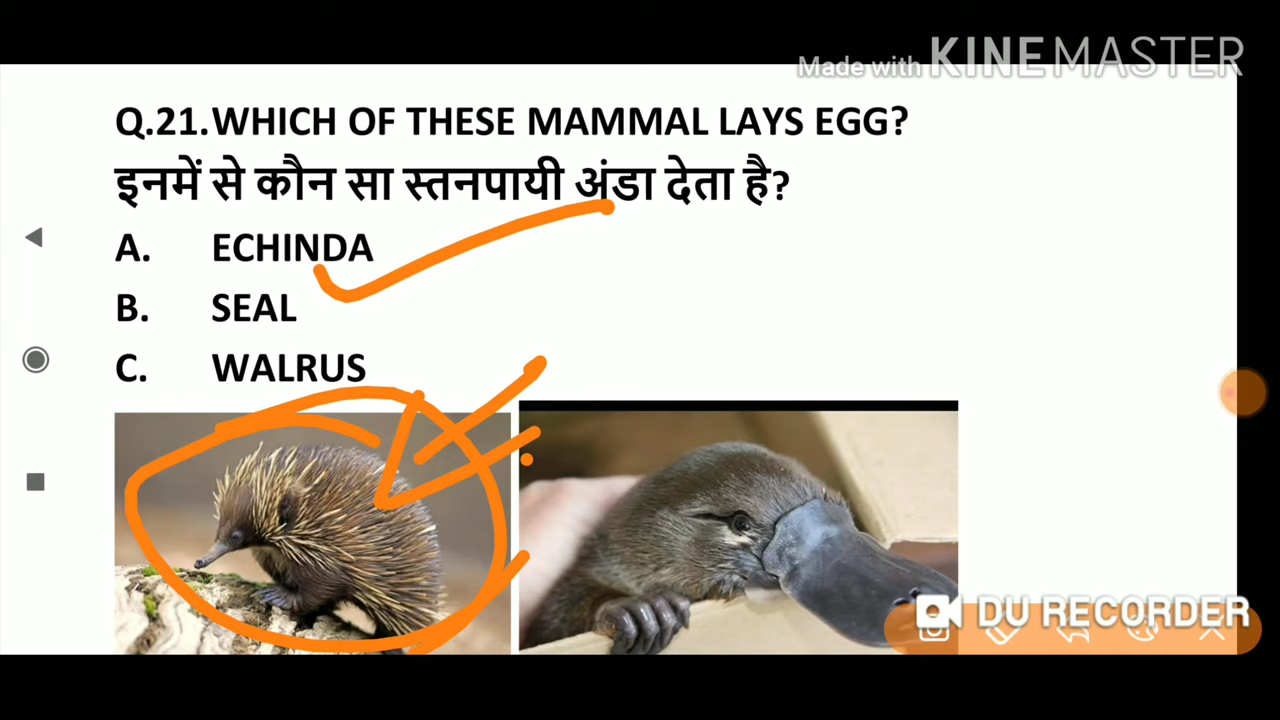 Made with KINEMASTER
Q.21.WHICH OF THESE MAMMAL LAYS EGG?
इनमें से कौन सा स्तनपायी अंडा देता है?
A. ECHINDA
B. SEAL
C. WALRUS
DU RECORDER